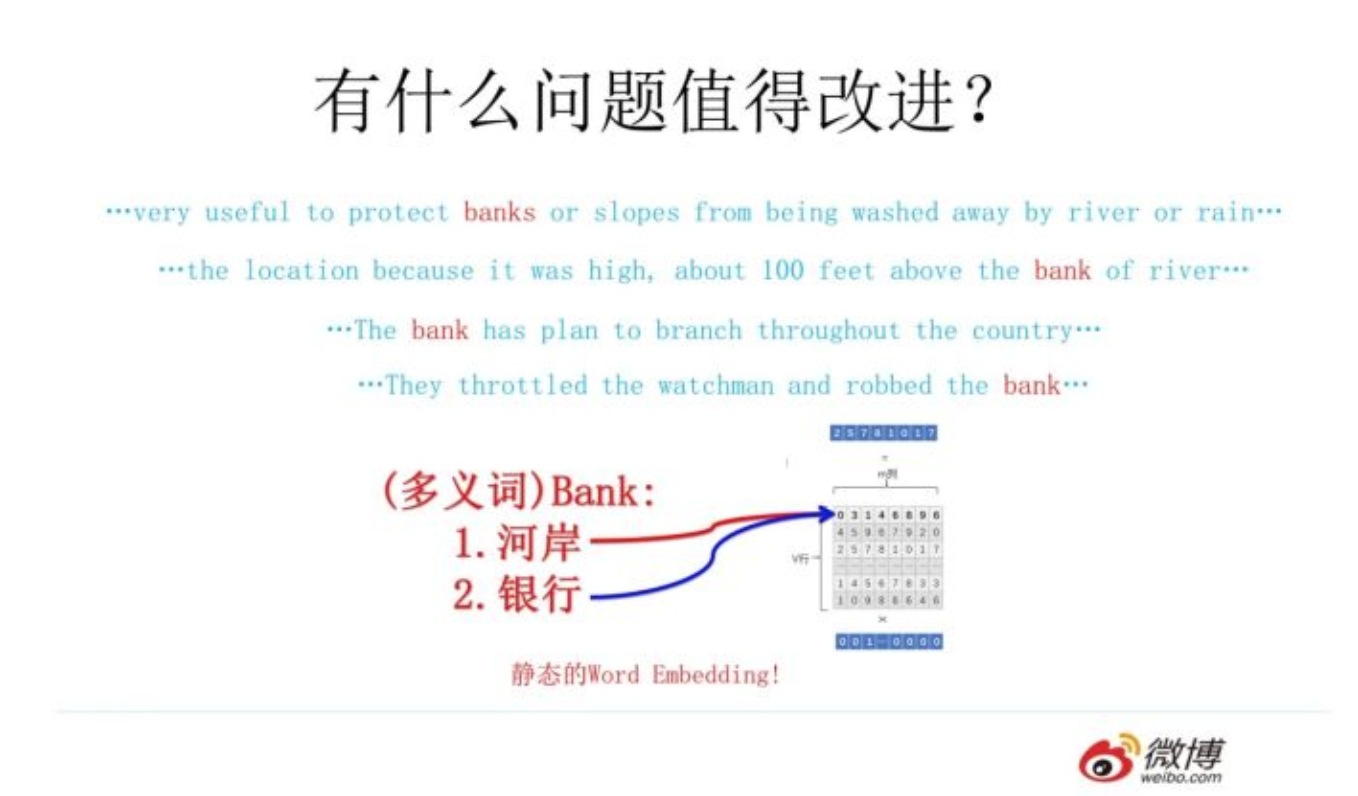 有什么问题值得改进？
…very useful to protect banks or slopes from being washed away by river or rain…
…the location because it was high, about 100 feet above the bank of river…
…The bank has plan to branch throughout the country…
…They throttled the watchman and robbed the bank…
2 5 7 8 1 0 1 7
=
m列
(多义词)Bank:
1.河岸
2.银行
V行
0 3 1 4 6 8 9 6
4 5 9 6 7 9 2 0
2 5 7 8 1 0 1 7
1 4 5 6 7 8 3 3
1 0 9 8 6 6 4 6
×
0 0 1 … 0 0 0 0
静态的Word Embedding!
微博
weibo.com